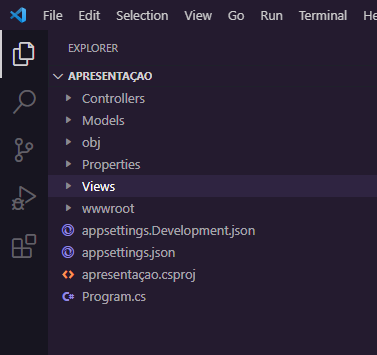 File Edit Selection View Go Run Terminal H
EXPLORER
APRESENTAÇAO
Controllers
Models
obj
Properties
Views
wwwroot
appsettings.Development.json
appsettings.json
apresentaçao.csproj
C# Program.cs